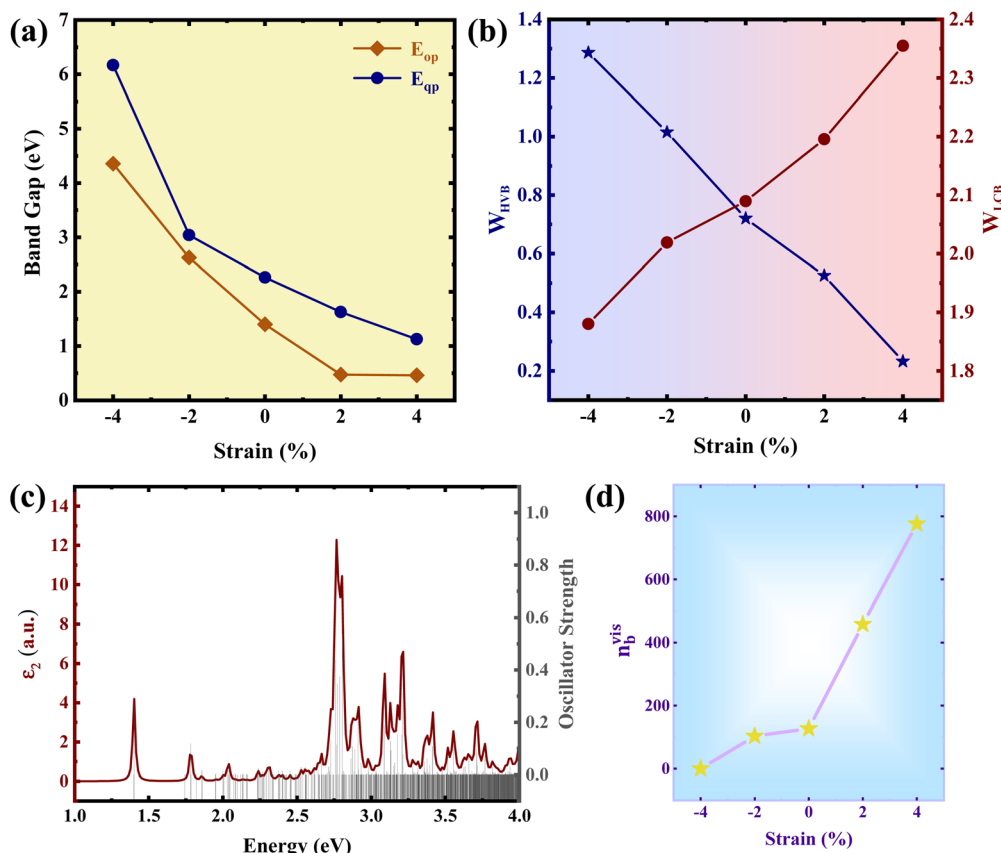 (a)
7
6
5
4
3
2
1
0
Band Gap (eV)
E_op
E_qp
-4 -2 0 2 4
Strain (%)
(b)
1.4
1.2
1.0
0.8
0.6
0.4
0.2
W_HVB
2.4
2.3
2.2
2.1
2.0
1.9
1.8
W_LCB
-4 -2 0 2 4
Strain (%)
(c)
14
12
10
8
6
4
2
0
ε_2 (a.u.)
1.0
0.8
0.6
0.4
0.2
0.0
Oscillator Strength
1.0 1.5 2.0 2.5 3.0 3.5 4.0
Energy (eV)
(d)
800
600
400
200
0
n_b^vis
-4 -2 0 2 4
Strain (%)